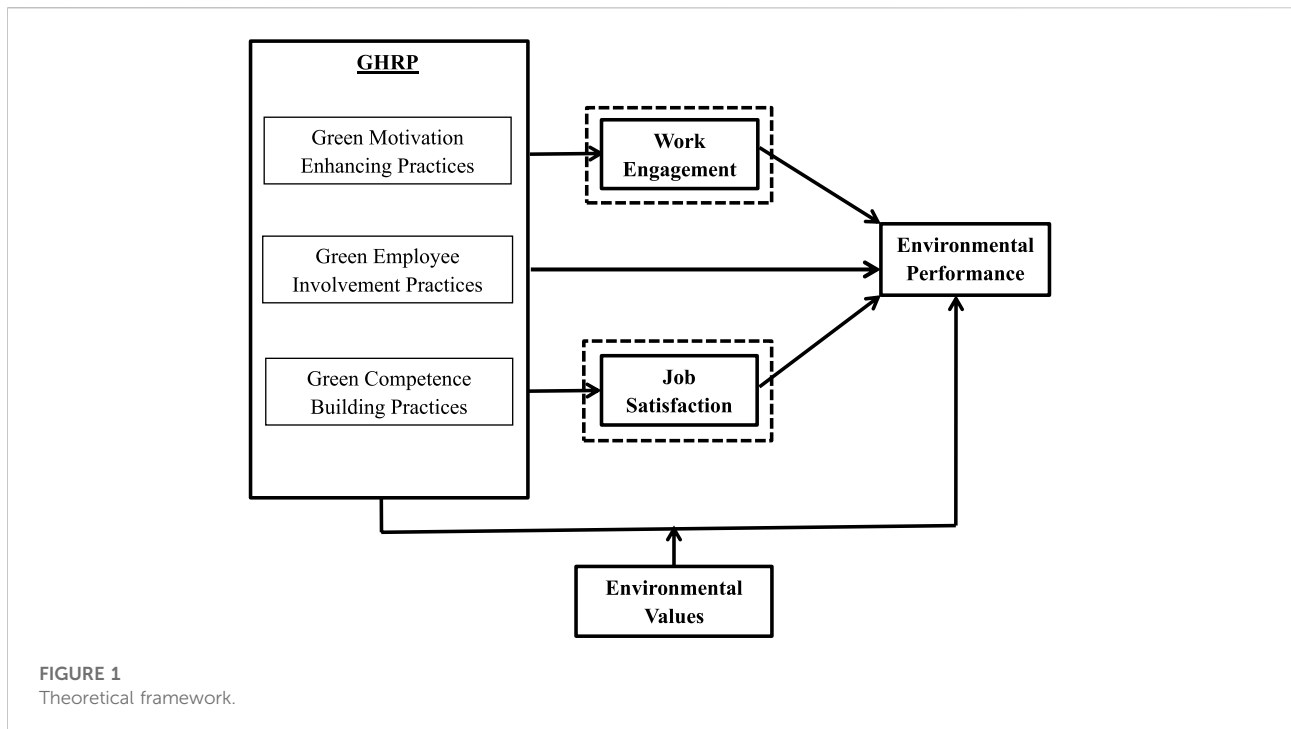 GHRP
Green Motivation
Enhancing Practices
Work
Engagement
Green Employee
Involvement Practices
Environmental
Performance
Green Competence
Building Practices
Job
Satisfaction
Environmental
Values
FIGURE 1
Theoretical framework.